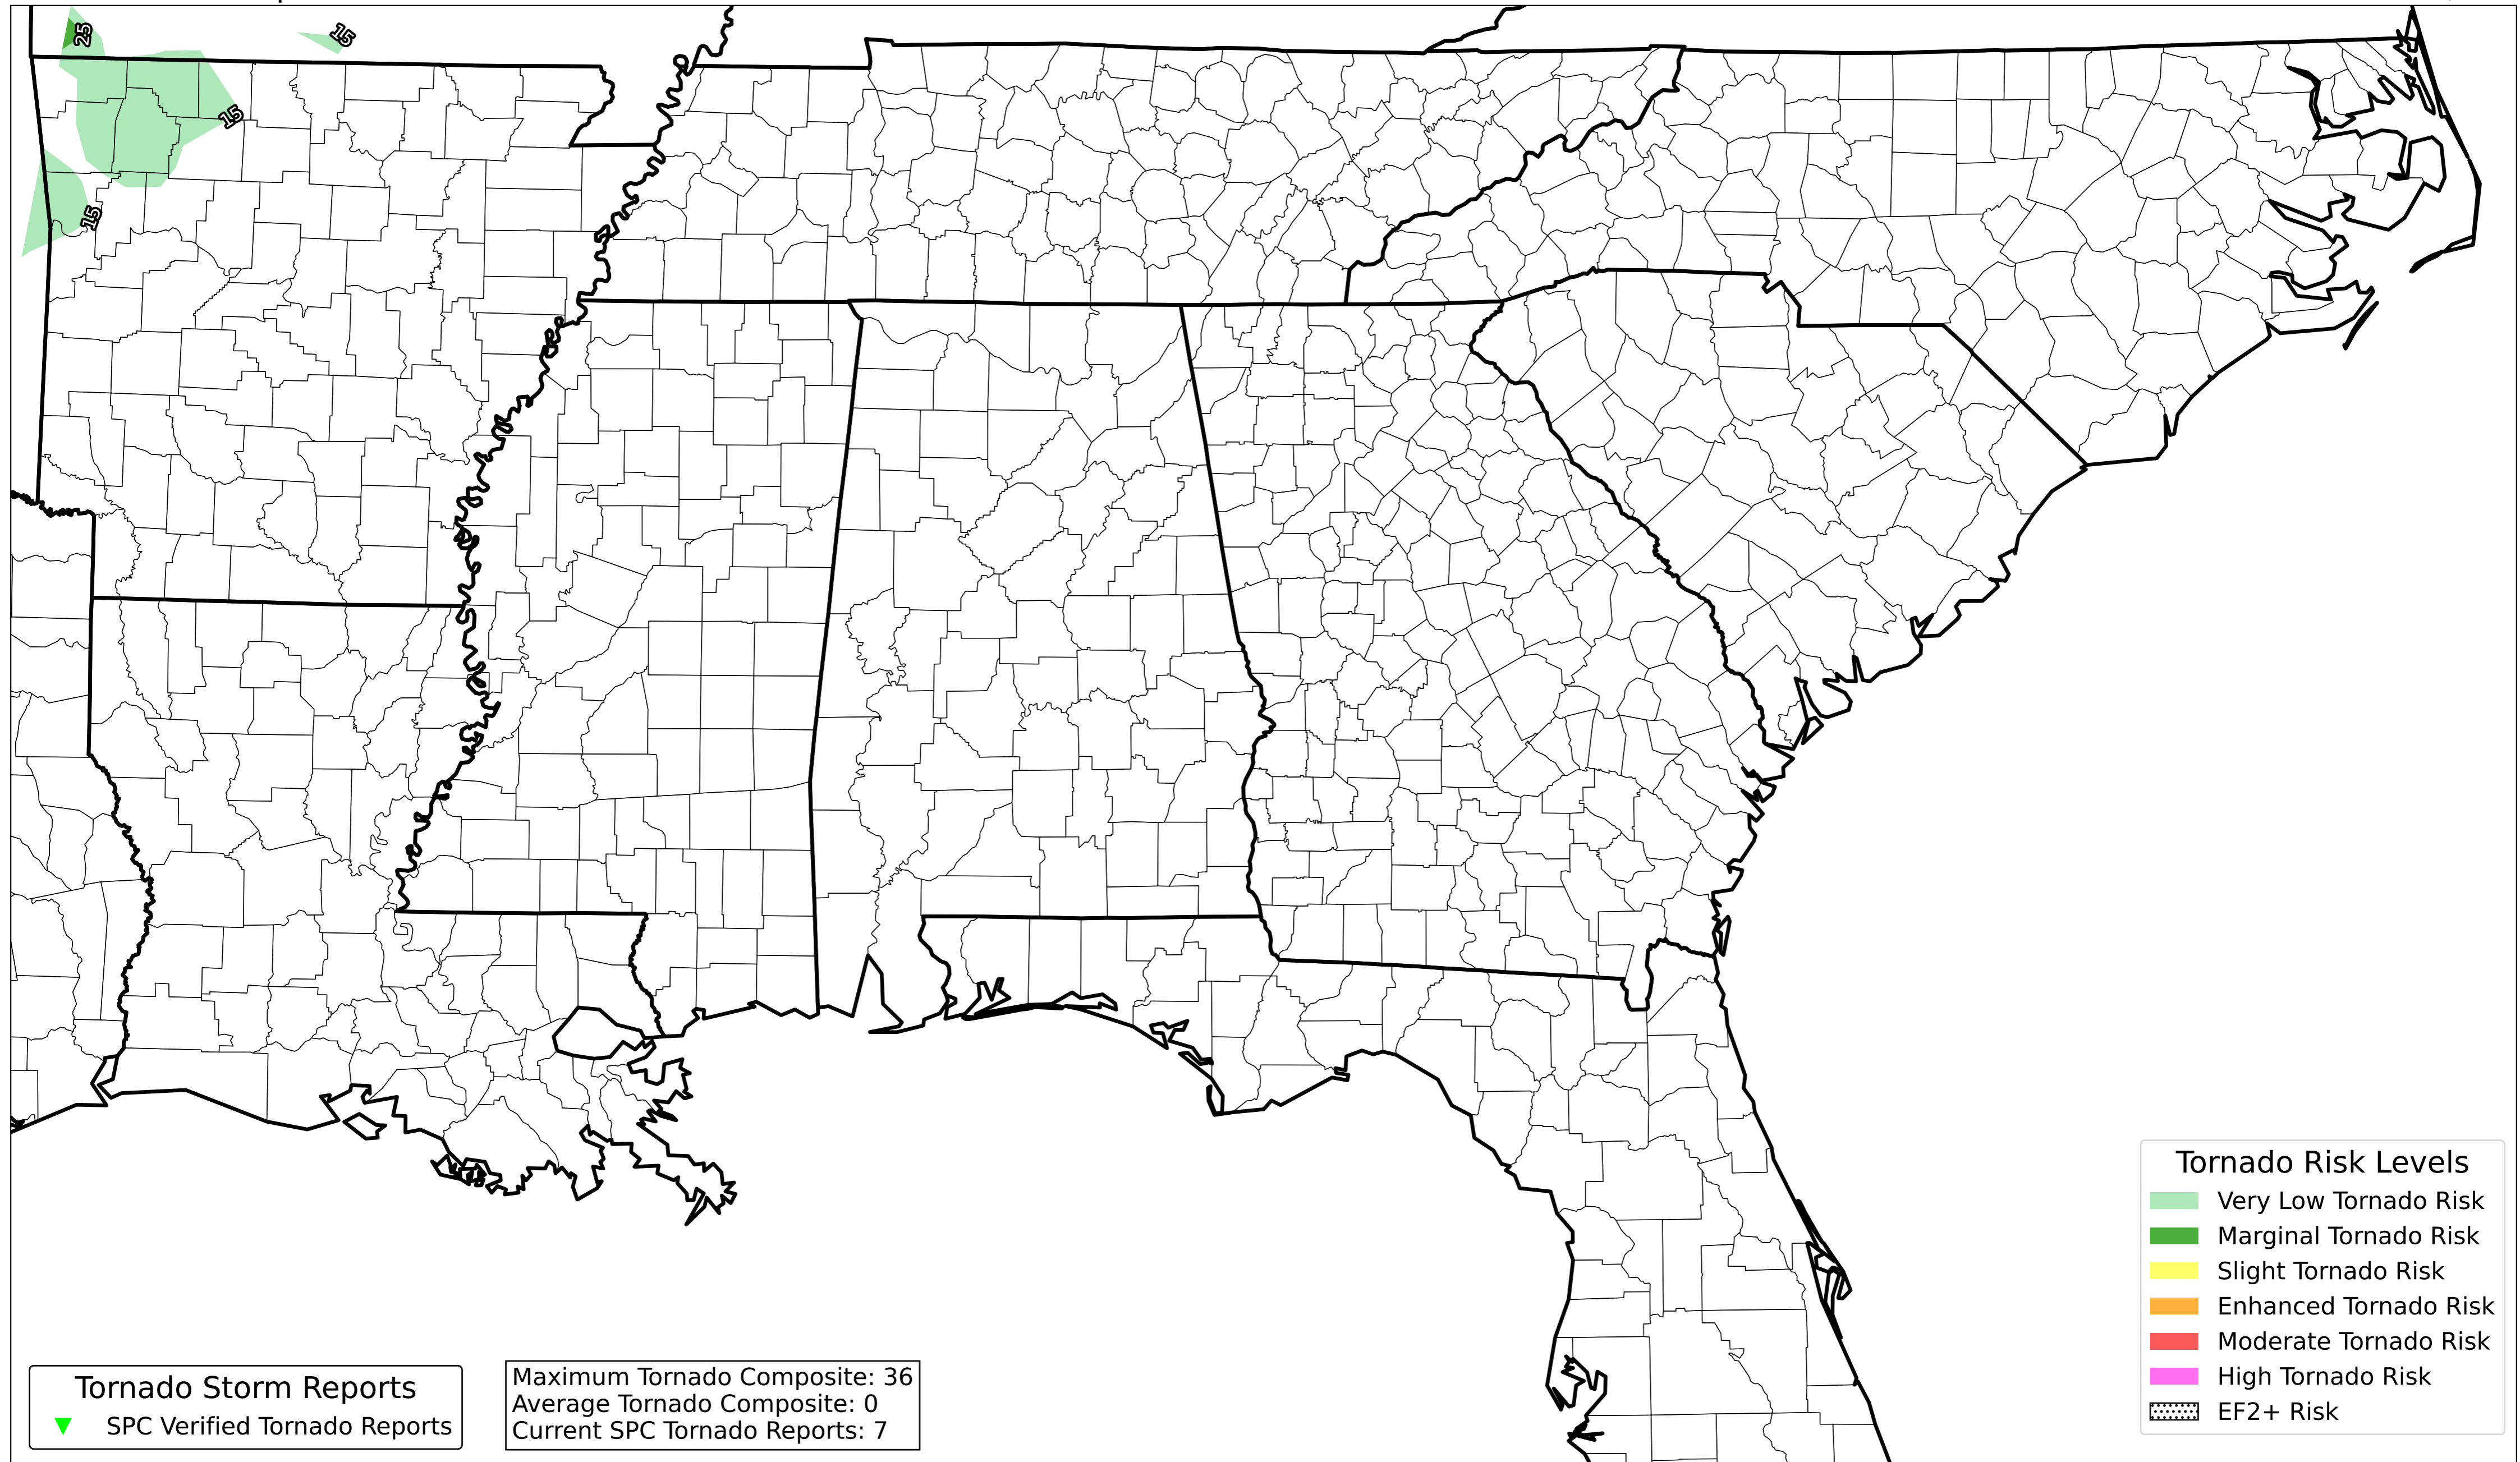 25
15
15
15
Tornado Storm Reports
SPC Verified Tornado Reports
Maximum Tornado Composite: 36
Average Tornado Composite: 0
Current SPC Tornado Reports: 7
Tornado Risk Levels
Very Low Tornado Risk
Marginal Tornado Risk
Slight Tornado Risk
Enhanced Tornado Risk
Moderate Tornado Risk
High Tornado Risk
EF2+ Risk